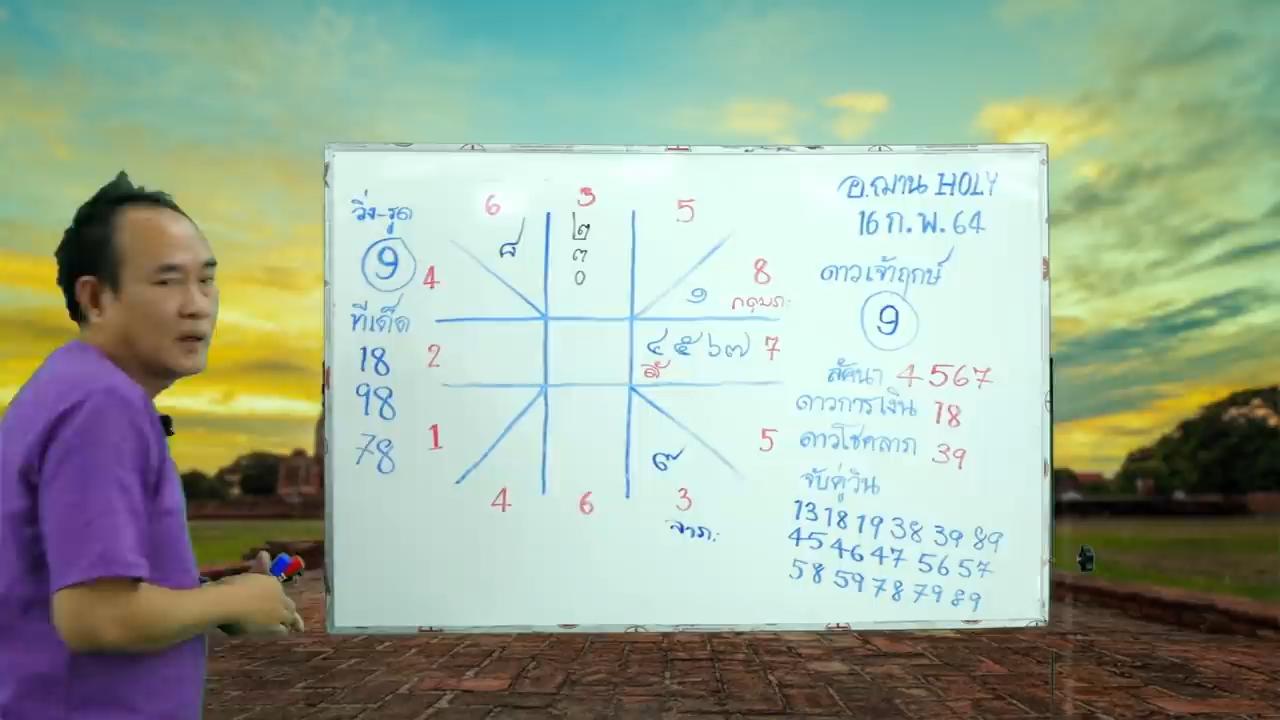 วิ่ง-รูด
9
ทีเด็ด
18
98
78
6 3 5
๘ ๒
๓
๐
4 ๑ 8
กดุมภะ
2 ๔ ๕ ๖ ๗ 7
ลั
1 5
๙
4 6 3
ลาภะ
อ.ฌาน HOLY
16 ก.พ. 64
ดาวเจ้าฤกษ์
9
ลัคนา 4567
ดาวการเงิน 18
ดาวโชคลาภ 39
จับคู่วิน
13 18 19 38 39 89
45 46 47 56 57
58 59 78 79 89